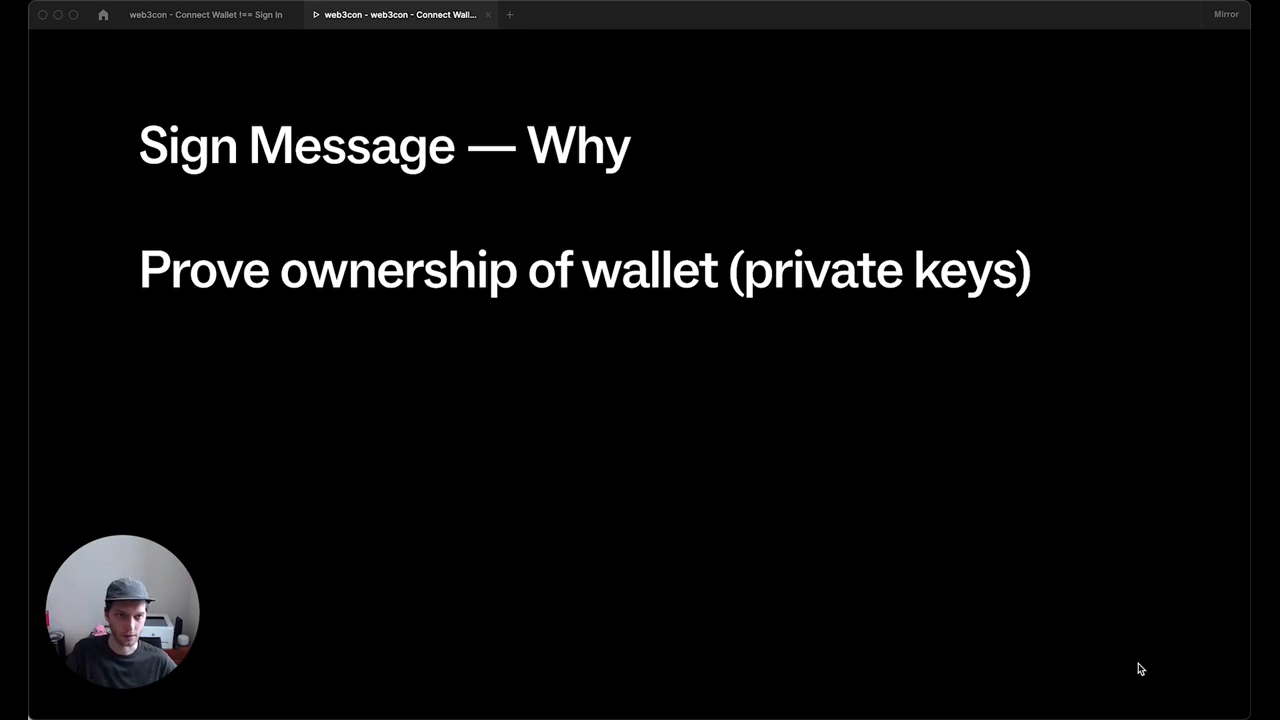 web3con - Connect Wallet !== Sign In
web3con - web3con - Connect Wall...
Mirror
Sign Message — Why
Prove ownership of wallet (private keys)